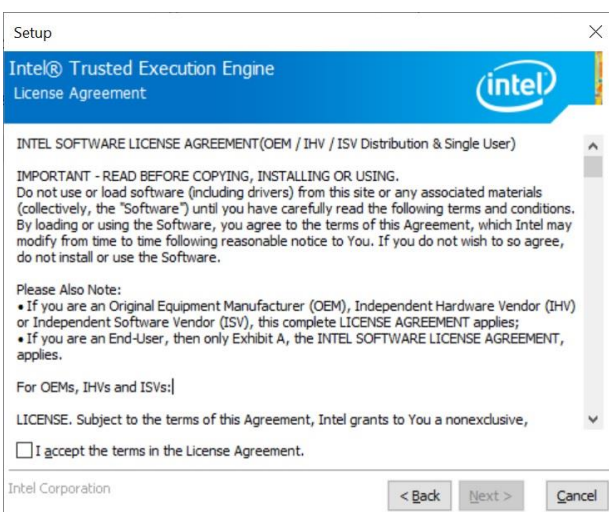 Setup
Intel® Trusted Execution Engine
License Agreement
intel
INTEL SOFTWARE LICENSE AGREEMENT(OEM / IHV / ISV Distribution & Single User)
IMPORTANT - READ BEFORE COPYING, INSTALLING OR USING.
Do not use or load software (including drivers) from this site or any associated materials
(collectively, the "Software") until you have carefully read the following terms and conditions.
By loading or using the Software, you agree to the terms of this Agreement, which Intel may
modify from time to time following reasonable notice to You. If you do not wish to so agree,
do not install or use the Software.
Please Also Note:
• If you are an Original Equipment Manufacturer (OEM), Independent Hardware Vendor (IHV)
or Independent Software Vendor (ISV), this complete LICENSE AGREEMENT applies;
• If you are an End-User, then only Exhibit A, the INTEL SOFTWARE LICENSE AGREEMENT,
applies.
For OEMs, IHVs and ISVs:
LICENSE. Subject to the terms of this Agreement, Intel grants to You a nonexclusive,
I accept the terms in the License Agreement.
Intel Corporation
< Back Next > Cancel